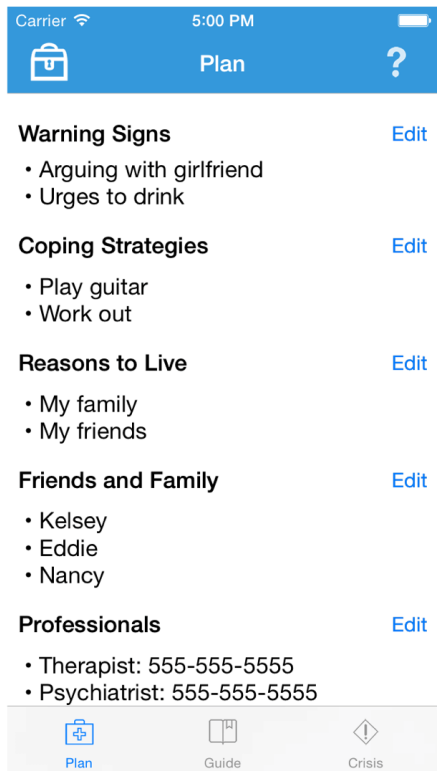 Carrier 5:00 PM
Plan ?
Warning Signs Edit
• Arguing with girlfriend
• Urges to drink
Coping Strategies Edit
• Play guitar
• Work out
Reasons to Live Edit
• My family
• My friends
Friends and Family Edit
• Kelsey
• Eddie
• Nancy
Professionals Edit
• Therapist: 555-555-5555
• Psychiatrist: 555-555-5555
Plan Guide Crisis